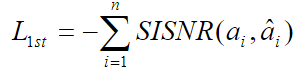 L_{1st} = -\sum_{i=1}^{n} SISNR(a_i, \hat{a}_i)